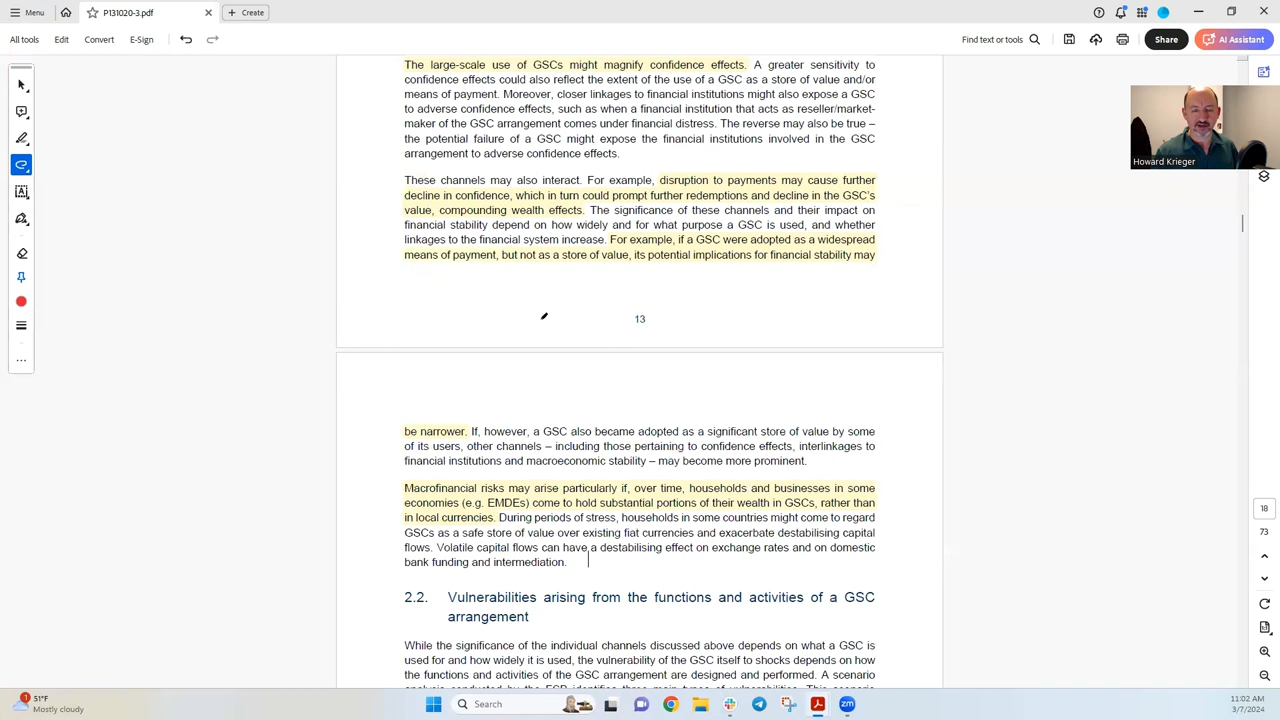 Menu
P131020-3.pdf
Create
All tools
Edit
Convert
E-Sign
Find text or tools
Share
AI Assistant
The large-scale use of GSCs might magnify confidence effects. A greater sensitivity to
confidence effects could also reflect the extent of the use of a GSC as a store of value and/or
means of payment. Moreover, closer linkages to financial institutions might also expose a GSC
to adverse confidence effects, such as when a financial institution that acts as reseller/market-
maker of the GSC arrangement comes under financial distress. The reverse may also be true –
the potential failure of a GSC might expose the financial institutions involved in the GSC
arrangement to adverse confidence effects.
Howard Krieger
These channels may also interact. For example, disruption to payments may cause further
decline in confidence, which in turn could prompt further redemptions and decline in the GSC's
value, compounding wealth effects. The significance of these channels and their impact on
financial stability depend on how widely and for what purpose a GSC is used, and whether
linkages to the financial system increase. For example, if a GSC were adopted as a widespread
means of payment, but not as a store of value, its potential implications for financial stability may
13
be narrower. If, however, a GSC also became adopted as a significant store of value by some
of its users, other channels – including those pertaining to confidence effects, interlinkages to
financial institutions and macroeconomic stability – may become more prominent.
Macrofinancial risks may arise particularly if, over time, households and businesses in some
economies (e.g. EMDEs) come to hold substantial portions of their wealth in GSCs, rather than
in local currencies. During periods of stress, households in some countries might come to regard
GSCs as a safe store of value over existing fiat currencies and exacerbate destabilising capital
flows. Volatile capital flows can have a destabilising effect on exchange rates and on domestic
bank funding and intermediation.
18
73
2.2. Vulnerabilities arising from the functions and activities of a GSC
arrangement
While the significance of the individual channels discussed above depends on what a GSC is
used for and how widely it is used, the vulnerability of the GSC itself to shocks depends on how
the functions and activities of the GSC arrangement are designed and performed. A scenario
analysis conducted by the FSB identifies three main types of vulnerabilities. This scenario
1
51°F
Mostly cloudy
Search
zm
11:02 AM
3/7/2024